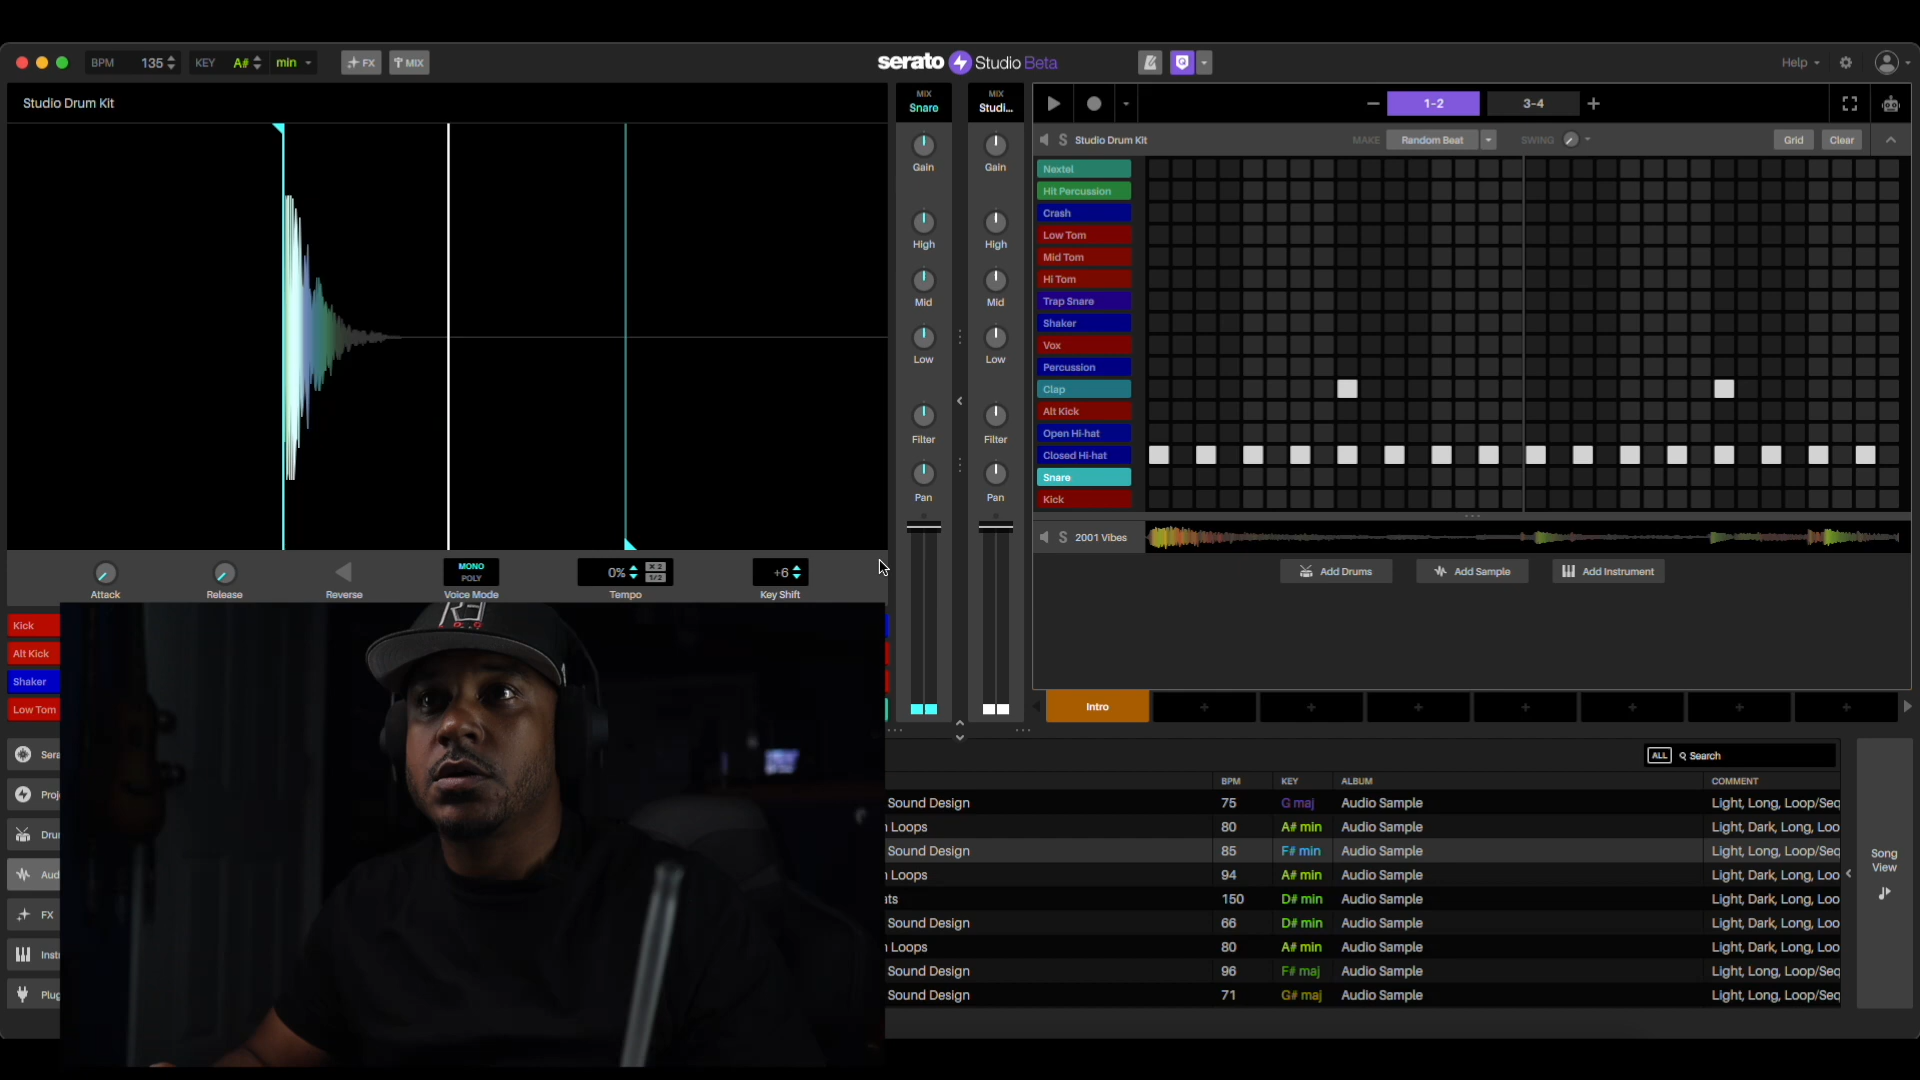 BPM 135 KEY A# min FX MIX serato Studio Beta Help
Studio Drum Kit
MIX
Snare
Gain
High
Mid
Low
Filter
Pan
MIX
Studi...
Gain
High
Mid
Low
Filter
Pan
1-2 3-4
S Studio Drum Kit MAKE Random Beat SWING Grid Clear
Nextel
Hit Percussion
Crash
Low Tom
Mid Tom
Hi Tom
Trap Snare
Shaker
Vox
Percussion
Clap
Alt Kick
Open Hi-hat
Closed Hi-hat
Snare
Kick
S 2001 Vibes
Add Drums Add Sample Add Instrument
MONO
POLY
0% X 2
1/2
+6
Attack Release Reverse Voice Mode Tempo Key Shift
Kick
Alt Kick
Shaker
Low Tom
Intro
FX
ALL Search
BPM KEY ALBUM COMMENT
Sound Design 75 G maj Audio Sample Light, Long, Loop/Seq
Loops 80 A# min Audio Sample Light, Dark, Long, Loo
Sound Design 85 F# min Audio Sample Light, Long, Loop/Seq
Loops 94 A# min Audio Sample Light, Dark, Long, Loo
150 D# min Audio Sample Light, Dark, Long, Loo
Sound Design 66 D# min Audio Sample Light, Dark, Long, Loo
Loops 80 A# min Audio Sample Light, Dark, Long, Loo
Sound Design 96 F# maj Audio Sample Light, Long, Loop/Seq
Sound Design 71 G# maj Audio Sample Light, Long, Loop/Seq
Song
View